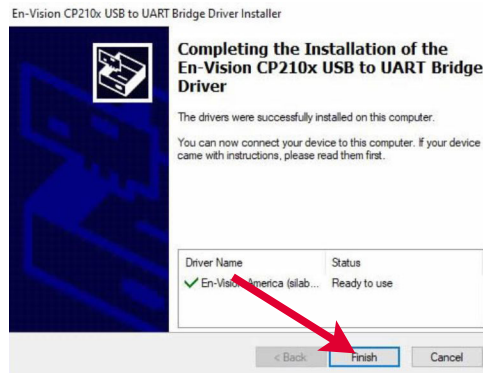 En-Vision CP210x USB to UART Bridge Driver Installer
Completing the Installation of the
En-Vision CP210x USB to UART Bridge
Driver
The drivers were successfully installed on this computer.
You can now connect your device to this computer. If your device
came with instructions, please read them first.
Driver Name Status
En-Vision America (silab... Ready to use
< Back Finish Cancel